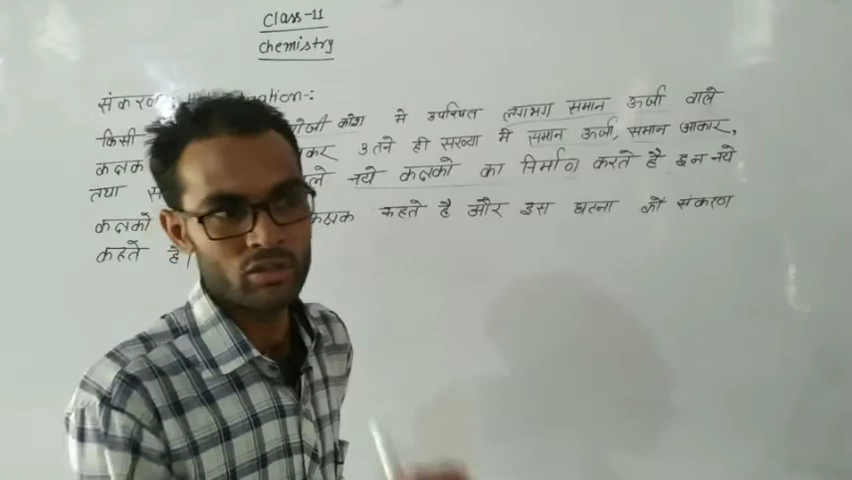 Class-11
Chemistry
संकरण
किसी कोश मे उपस्थित लगभग समान ऊर्जा वाले
कक्षक कर उतने ही संख्या में समान ऊर्जा, समान आकार,
तथा नये कक्षको का निर्माण करते है इन नये
कक्षको कक्षक कहते है और इस घटना को संकरण
कहते है।